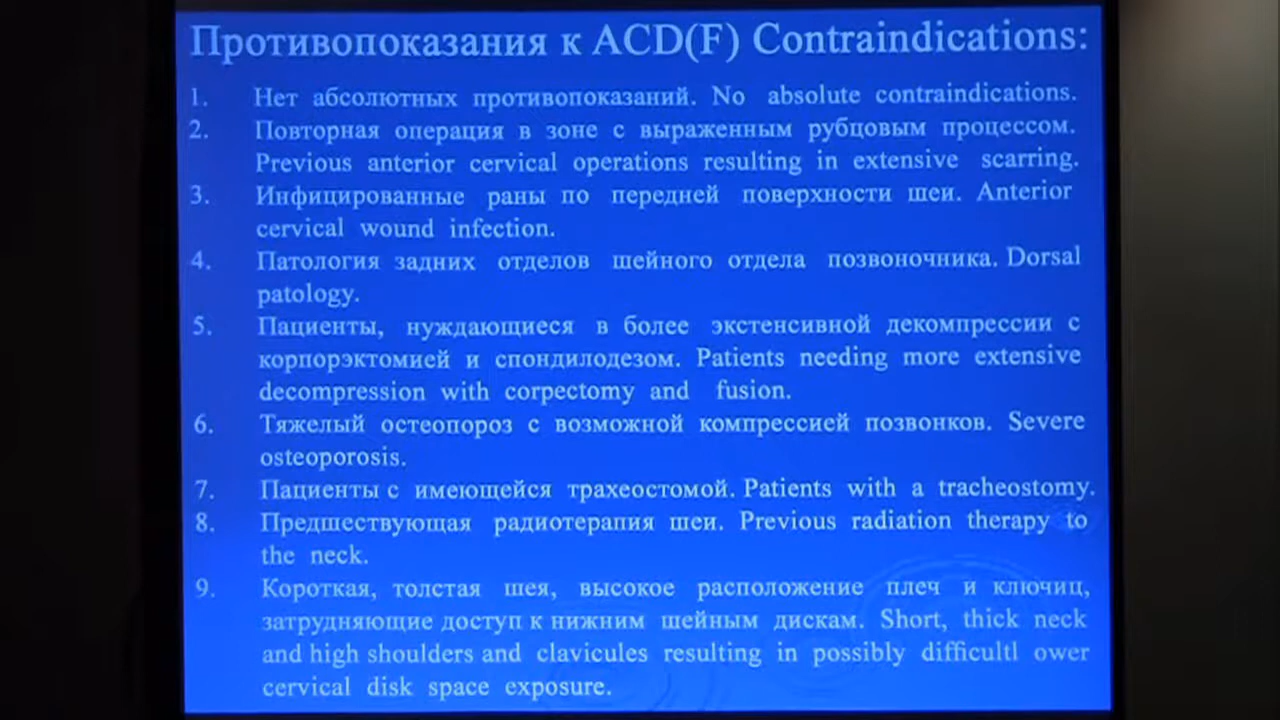 Противопоказания к ACD(F) Contraindications:
1. Нет абсолютных противопоказаний. No absolute contraindications.
2. Повторная операция в зоне с выраженным рубцовым процессом.
Previous anterior cervical operations resulting in extensive scarring.
3. Инфицированные раны по передней поверхности шеи. Anterior
cervical wound infection.
4. Патология задних отделов шейного отдела позвоночника. Dorsal
patology.
5. Пациенты, нуждающиеся в более экстенсивной декомпрессии с
корпорэктомией и спондилодезом. Patients needing more extensive
decompression with corpectomy and fusion.
6. Тяжелый остеопороз с возможной компрессией позвонков. Severe
osteoporosis.
7. Пациенты с имеющейся трахеостомой. Patients with a tracheostomy.
8. Предшествующая радиотерапия шеи. Previous radiation therapy to
the neck.
9. Короткая, толстая шея, высокое расположение плеч и ключиц,
затрудняющие доступ к нижним шейным дискам. Short, thick neck
and high shoulders and clavicules resulting in possibly difficultl ower
cervical disk space exposure.